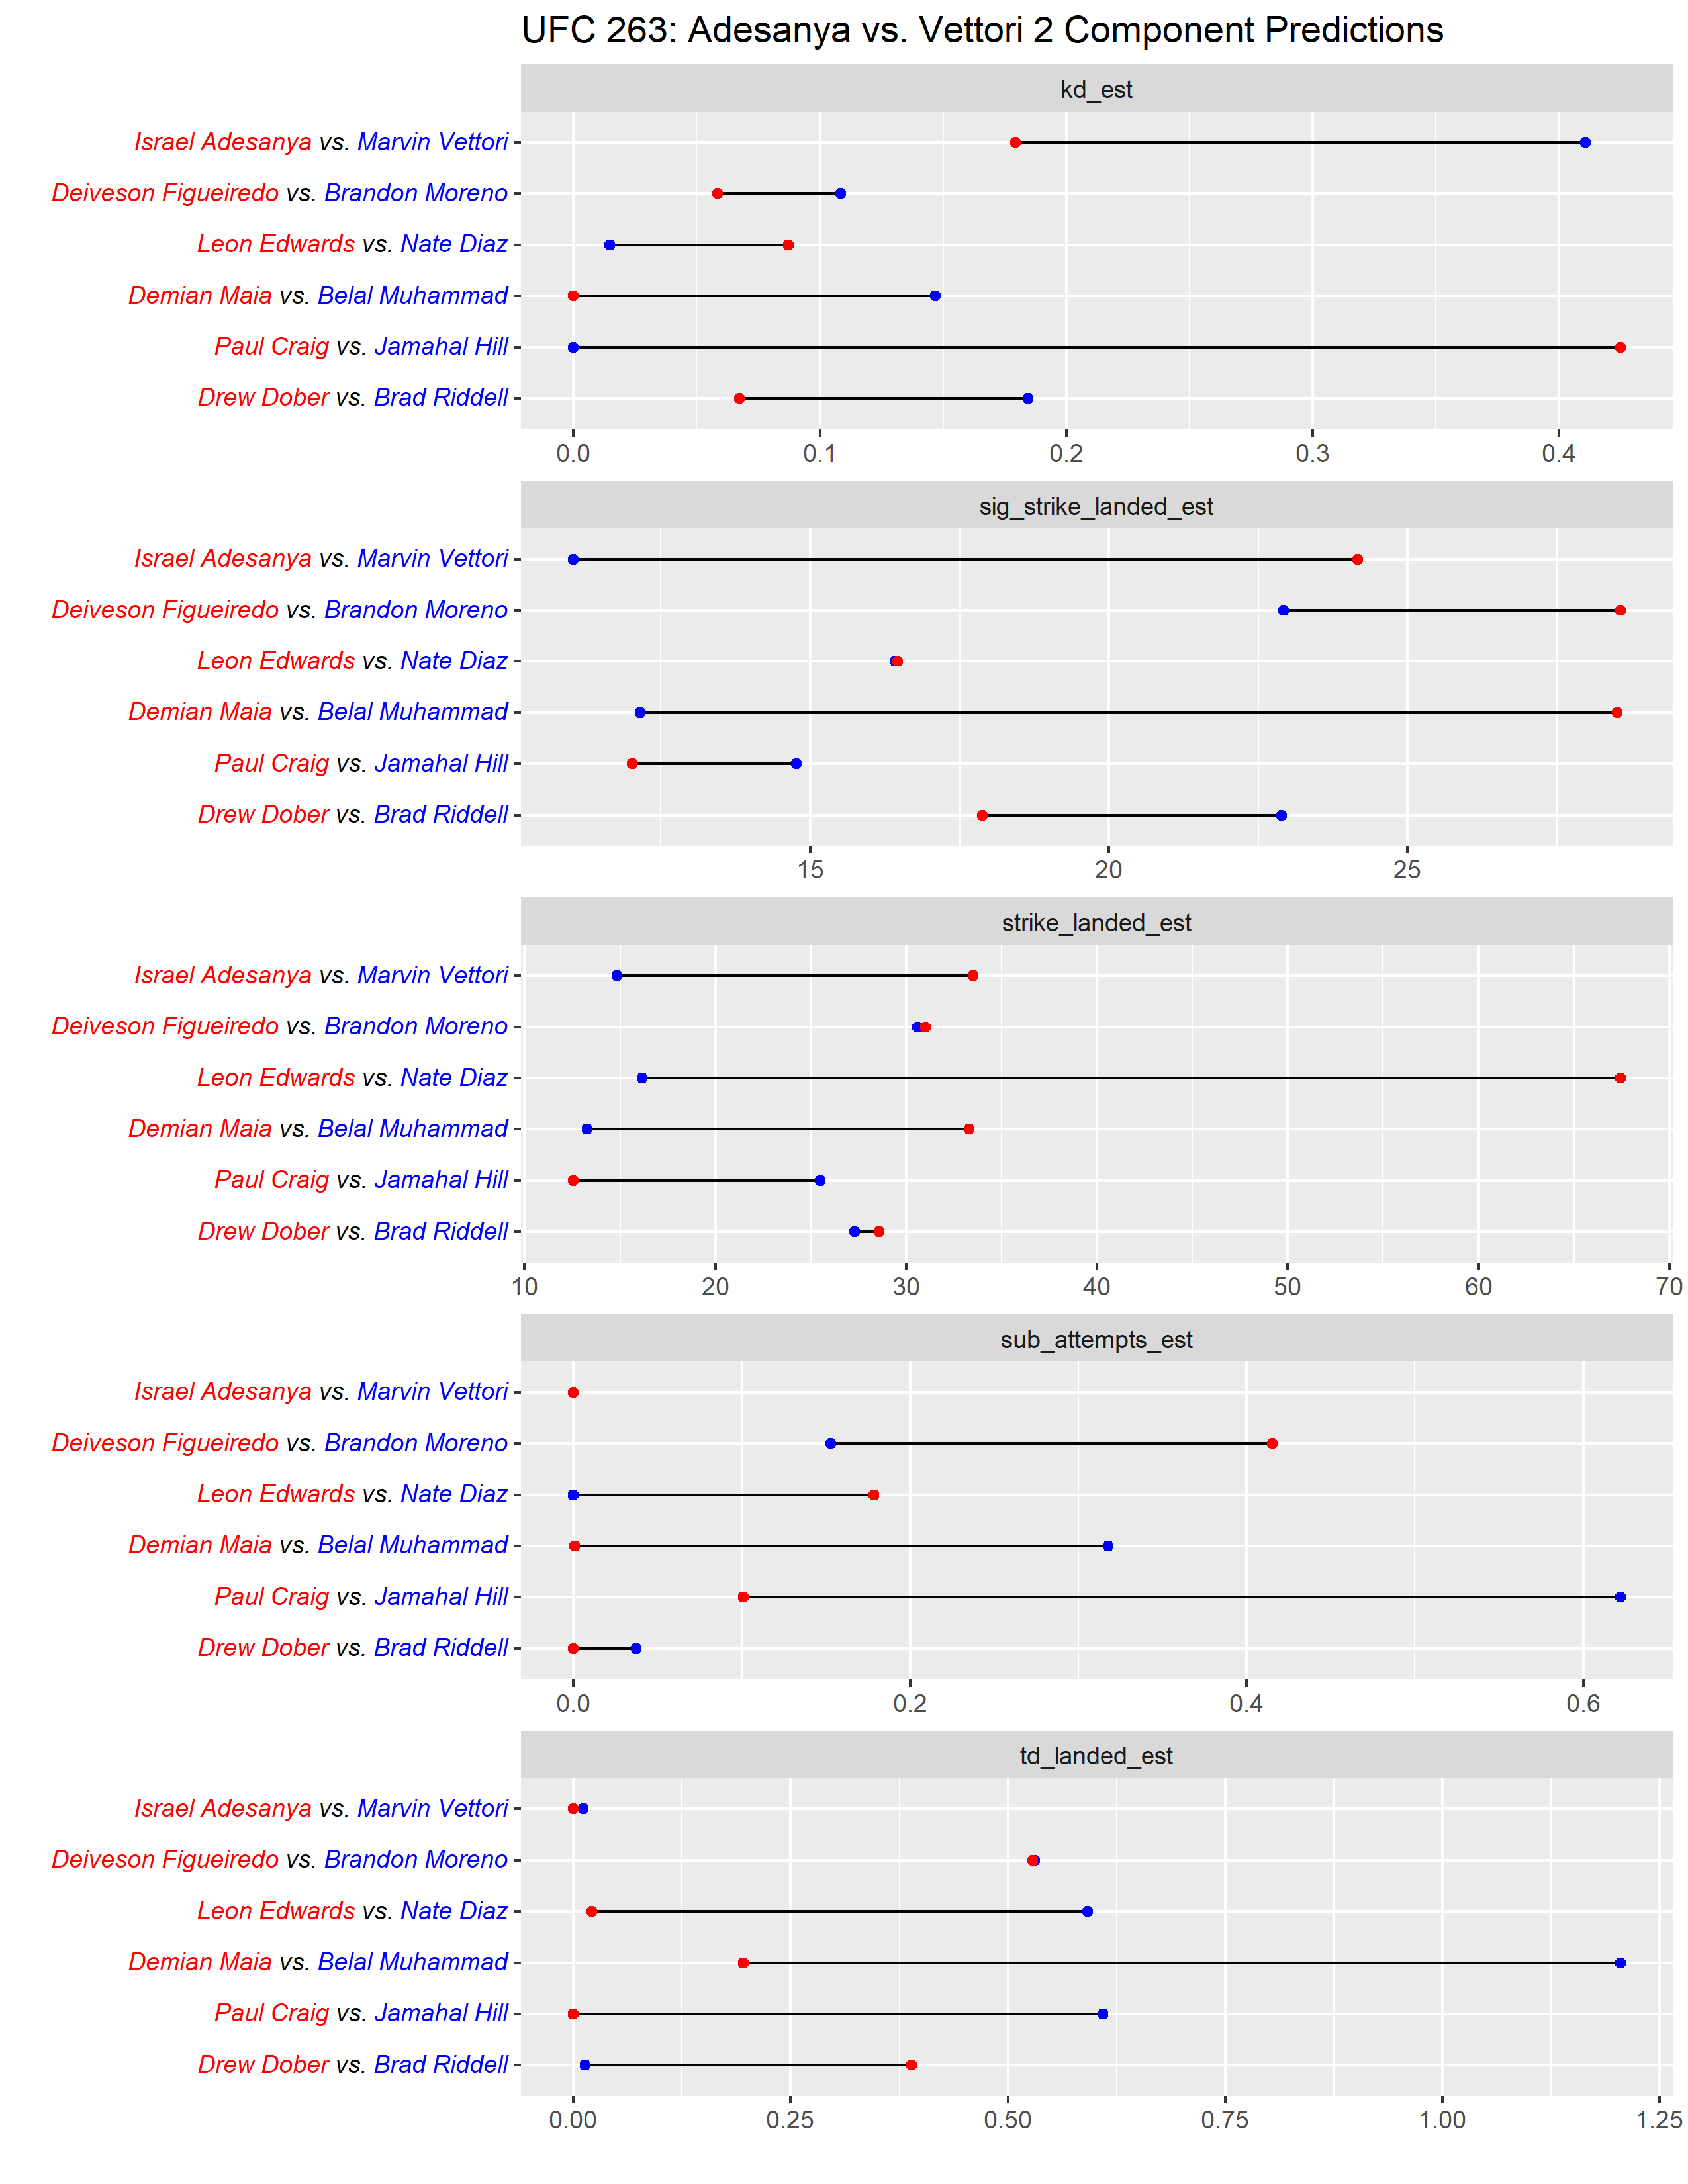 UFC 263: Adesanya vs. Vettori 2 Component Predictions
kd_est
Israel Adesanya vs. Marvin Vettori
Deiveson Figueiredo vs. Brandon Moreno
Leon Edwards vs. Nate Diaz
Demian Maia vs. Belal Muhammad
Paul Craig vs. Jamahal Hill
Drew Dober vs. Brad Riddell
0.0 0.1 0.2 0.3 0.4
sig_strike_landed_est
Israel Adesanya vs. Marvin Vettori
Deiveson Figueiredo vs. Brandon Moreno
Leon Edwards vs. Nate Diaz
Demian Maia vs. Belal Muhammad
Paul Craig vs. Jamahal Hill
Drew Dober vs. Brad Riddell
15 20 25
strike_landed_est
Israel Adesanya vs. Marvin Vettori
Deiveson Figueiredo vs. Brandon Moreno
Leon Edwards vs. Nate Diaz
Demian Maia vs. Belal Muhammad
Paul Craig vs. Jamahal Hill
Drew Dober vs. Brad Riddell
10 20 30 40 50 60 70
sub_attempts_est
Israel Adesanya vs. Marvin Vettori
Deiveson Figueiredo vs. Brandon Moreno
Leon Edwards vs. Nate Diaz
Demian Maia vs. Belal Muhammad
Paul Craig vs. Jamahal Hill
Drew Dober vs. Brad Riddell
0.0 0.2 0.4 0.6
td_landed_est
Israel Adesanya vs. Marvin Vettori
Deiveson Figueiredo vs. Brandon Moreno
Leon Edwards vs. Nate Diaz
Demian Maia vs. Belal Muhammad
Paul Craig vs. Jamahal Hill
Drew Dober vs. Brad Riddell
0.00 0.25 0.50 0.75 1.00 1.25